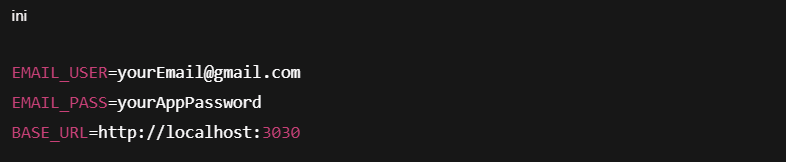 ini
EMAIL_USER=yourEmail@gmail.com
EMAIL_PASS=yourAppPassword
BASE_URL=http://localhost:3030